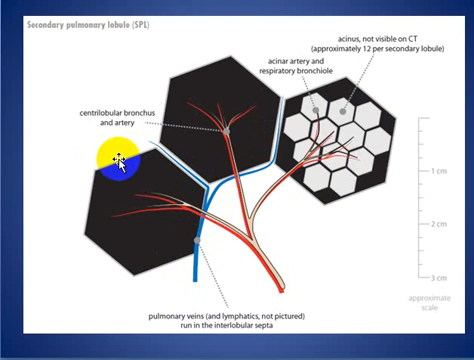 Secondary pulmonary lobule (SPL)
acinus, not visible on CT
(approximately 12 per secondary lobule)
acinar artery and
respiratory bronchiole
centrilobular bronchus
and artery
1 cm
2 cm
3 cm
approximate
scale
pulmonary veins (and lymphatics, not pictured)
run in the interlobular septa